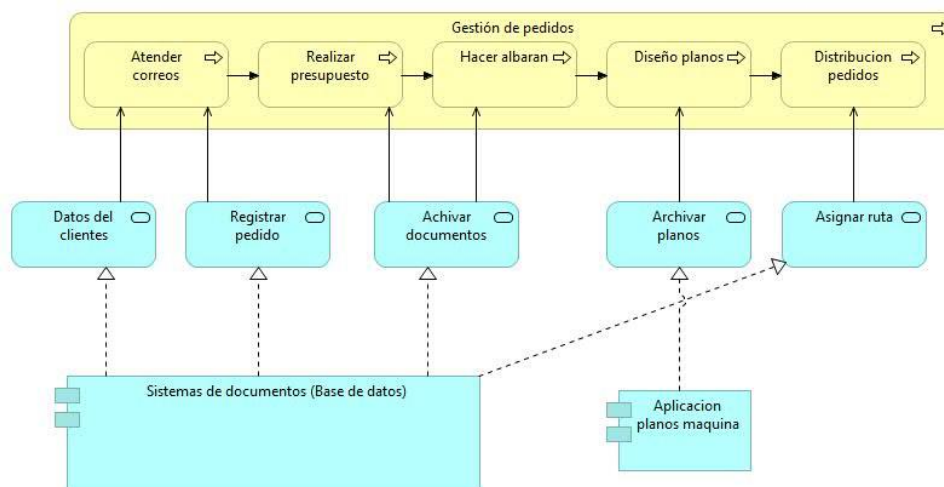 Gestión de pedidos
Atender
correos
Realizar
presupuesto
Hacer albaran
Diseño planos
Distribucion
pedidos
Datos del
clientes
Registrar
pedido
Achivar
documentos
Archivar
planos
Asignar ruta
Sistemas de documentos (Base de datos)
Aplicacion
planos maquina